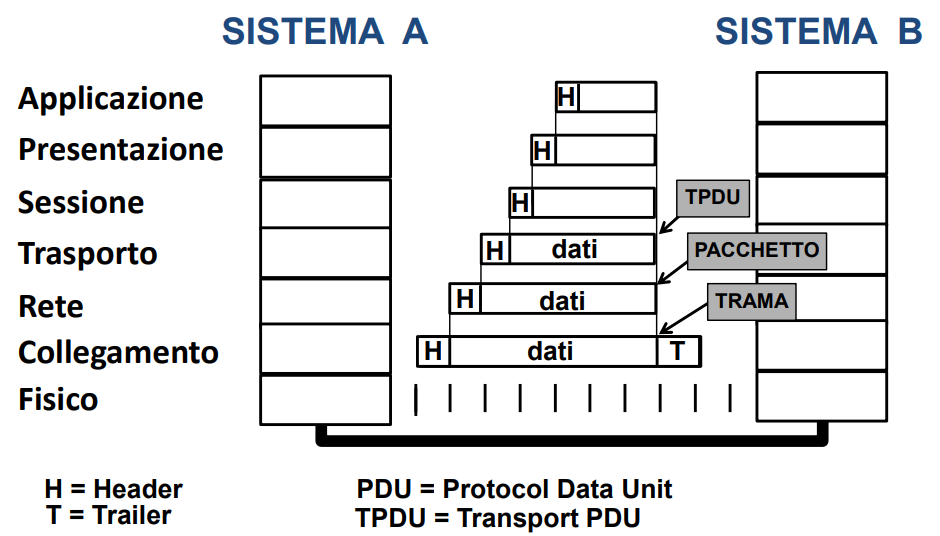 SISTEMA A
SISTEMA B
Applicazione
H
Presentazione
H
Sessione
H
TPDU
Trasporto
H dati
PACCHETTO
Rete
H dati
TRAMA
Collegamento
H dati T
Fisico
H = Header
PDU = Protocol Data Unit
T = Trailer
TPDU = Transport PDU